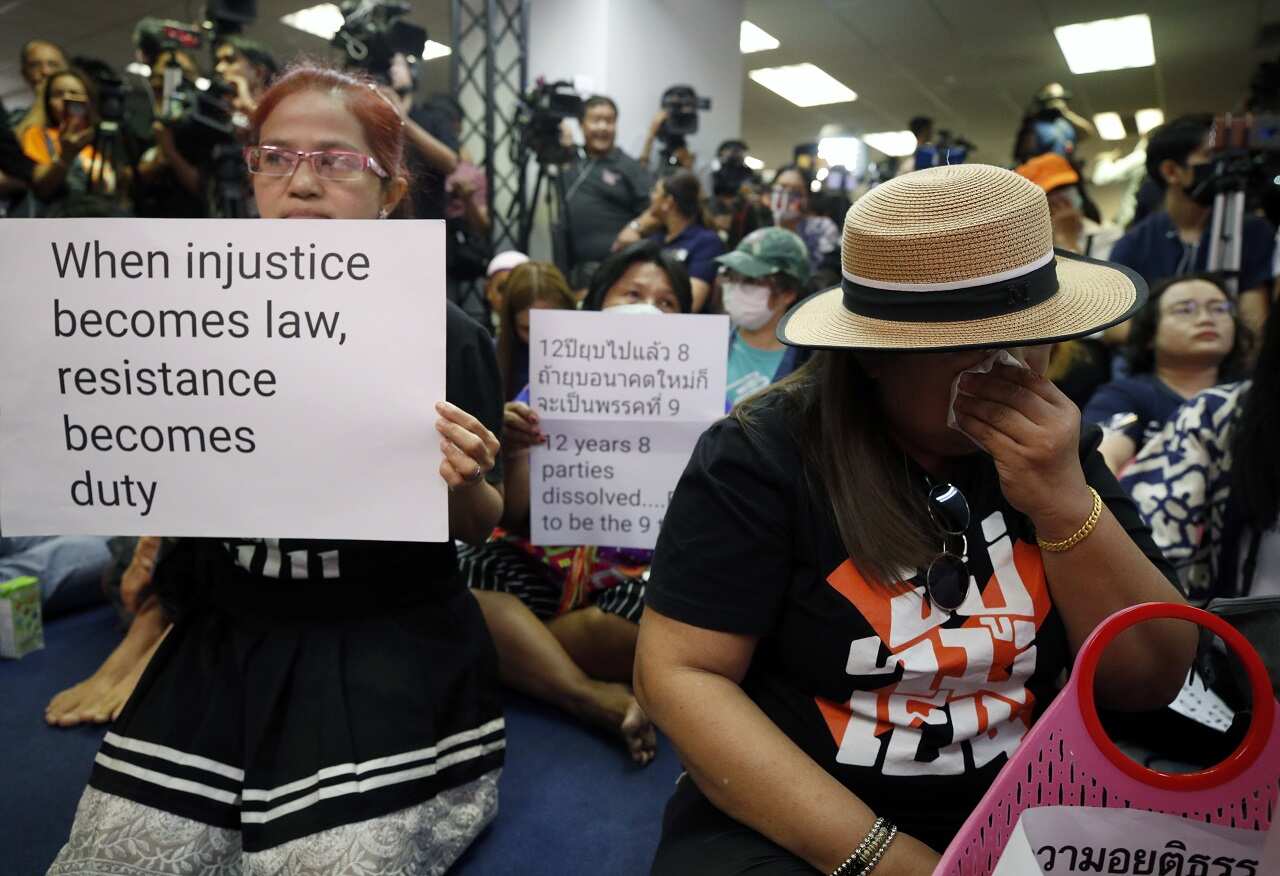 When injustice
becomes law,
resistance
becomes
duty
12ปียุบไปแล้ว 8
ถ้ายุบอนาคตใหม่ก็
จะเป็นพรรคที่ 9
12 years 8
parties
dissolved....
to be the 9
วามอยุติธรร